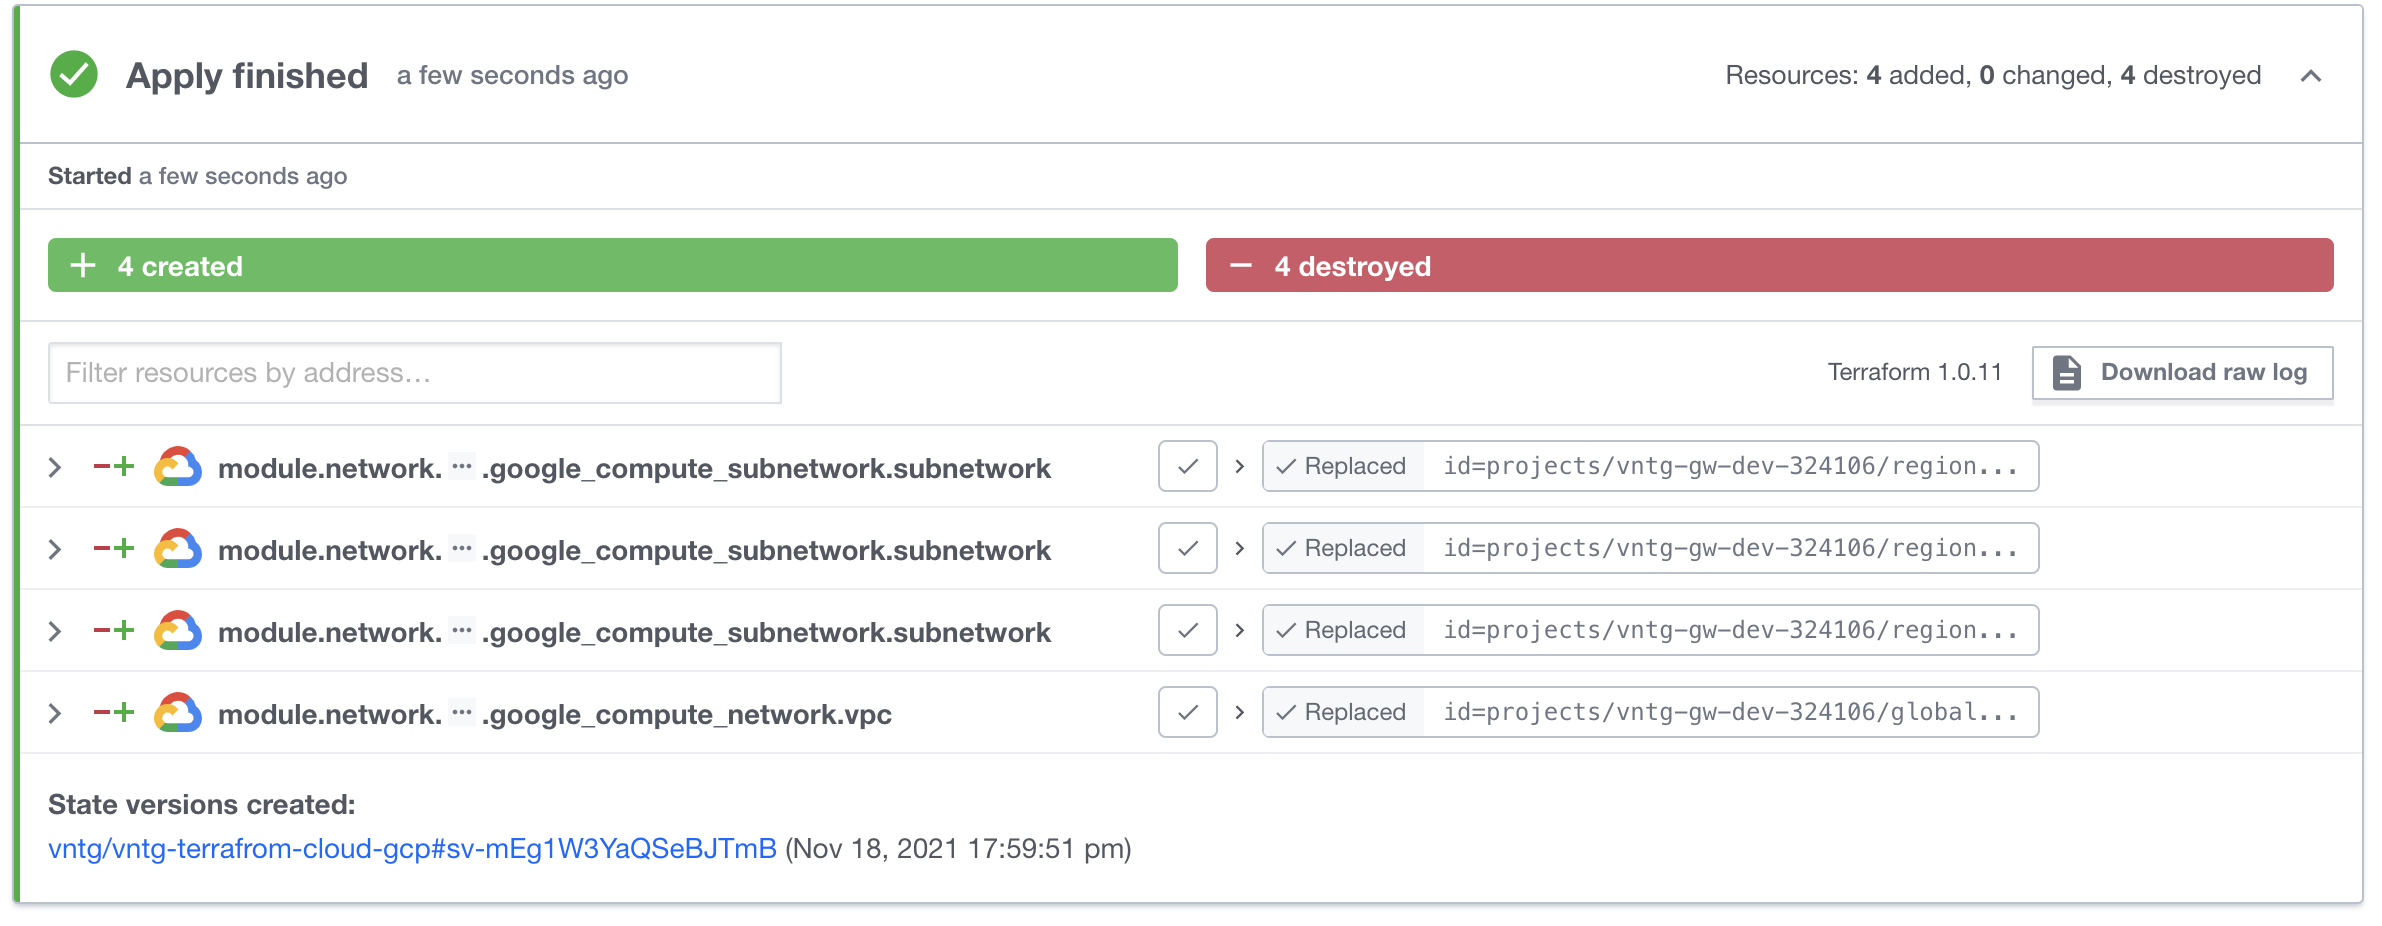 Apply finished a few seconds ago Resources: 4 added, 0 changed, 4 destroyed
Started a few seconds ago
+ 4 created − 4 destroyed
Filter resources by address… Terraform 1.0.11 Download raw log
module.network. ··· .google_compute_subnetwork.subnetwork Replaced id=projects/vntg-gw-dev-324106/region...
module.network. ··· .google_compute_subnetwork.subnetwork Replaced id=projects/vntg-gw-dev-324106/region...
module.network. ··· .google_compute_subnetwork.subnetwork Replaced id=projects/vntg-gw-dev-324106/region...
module.network. ··· .google_compute_network.vpc Replaced id=projects/vntg-gw-dev-324106/global...
State versions created:
vntg/vntg-terrafrom-cloud-gcp#sv-mEg1W3YaQSeBJTmB (Nov 18, 2021 17:59:51 pm)